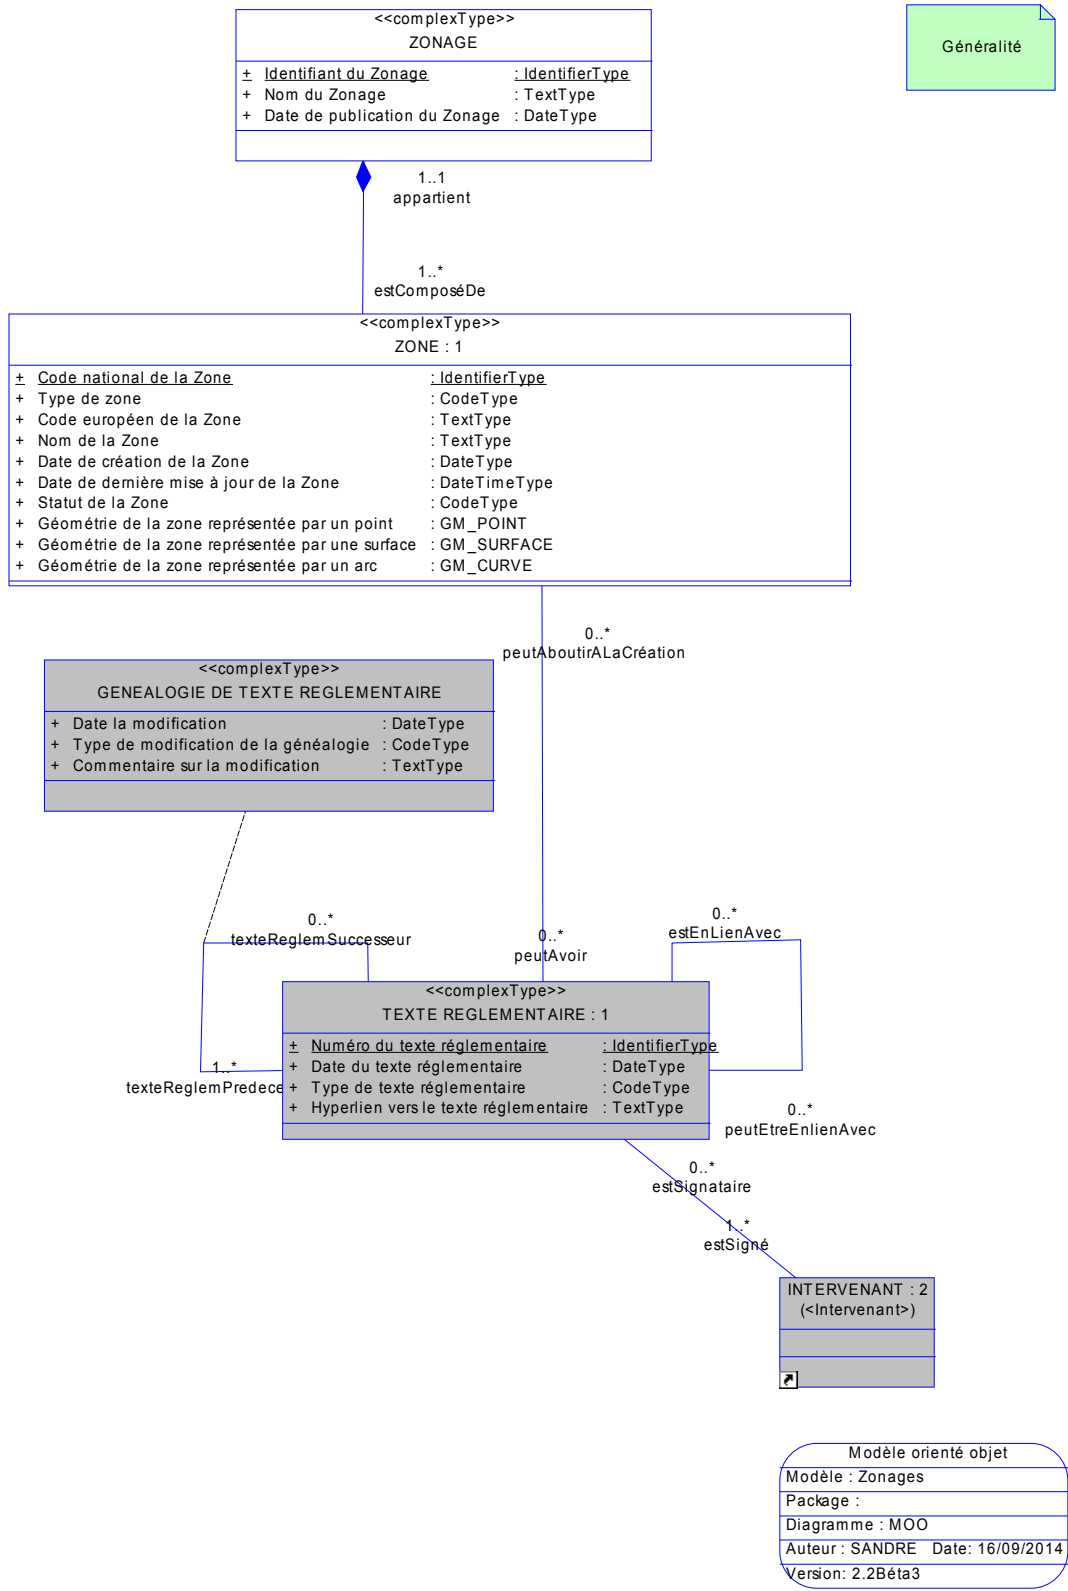 <<complexType>>
ZONAGE
+ Identifiant du Zonage : IdentifierType
+ Nom du Zonage : TextType
+ Date de publication du Zonage : DateType
Généralité
1..1
appartient
1..*
estComposéDe
<<complexType>>
ZONE : 1
+ Code national de la Zone : IdentifierType
+ Type de zone : CodeType
+ Code européen de la Zone : TextType
+ Nom de la Zone : TextType
+ Date de création de la Zone : DateType
+ Date de dernière mise à jour de la Zone : DateTimeType
+ Statut de la Zone : CodeType
+ Géométrie de la zone représentée par un point : GM_POINT
+ Géométrie de la zone représentée par une surface : GM_SURFACE
+ Géométrie de la zone représentée par un arc : GM_CURVE
0..*
peutAboutirALaCréation
<<complexType>>
GENEALOGIE DE TEXTE REGLEMENTAIRE
+ Date la modification : DateType
+ Type de modification de la généalogie : CodeType
+ Commentaire sur la modification : TextType
0..*
texteReglemSuccesseur
0..*
peutAvoir
0..*
estEnLienAvec
<<complexType>>
TEXTE REGLEMENTAIRE : 1
+ Numéro du texte réglementaire : IdentifierType
+ Date du texte réglementaire : DateType
+ Type de texte réglementaire : CodeType
+ Hyperlien vers le texte réglementaire : TextType
1..*
texteReglemPredece
0..*
peutEtreEnlienAvec
0..*
estSignataire
1..*
estSigné
INTERVENANT : 2
(<Intervenant>)
Modèle orienté objet
Modèle : Zonages
Package :
Diagramme : MOO
Auteur : SANDRE Date: 16/09/2014
Version: 2.2Béta3